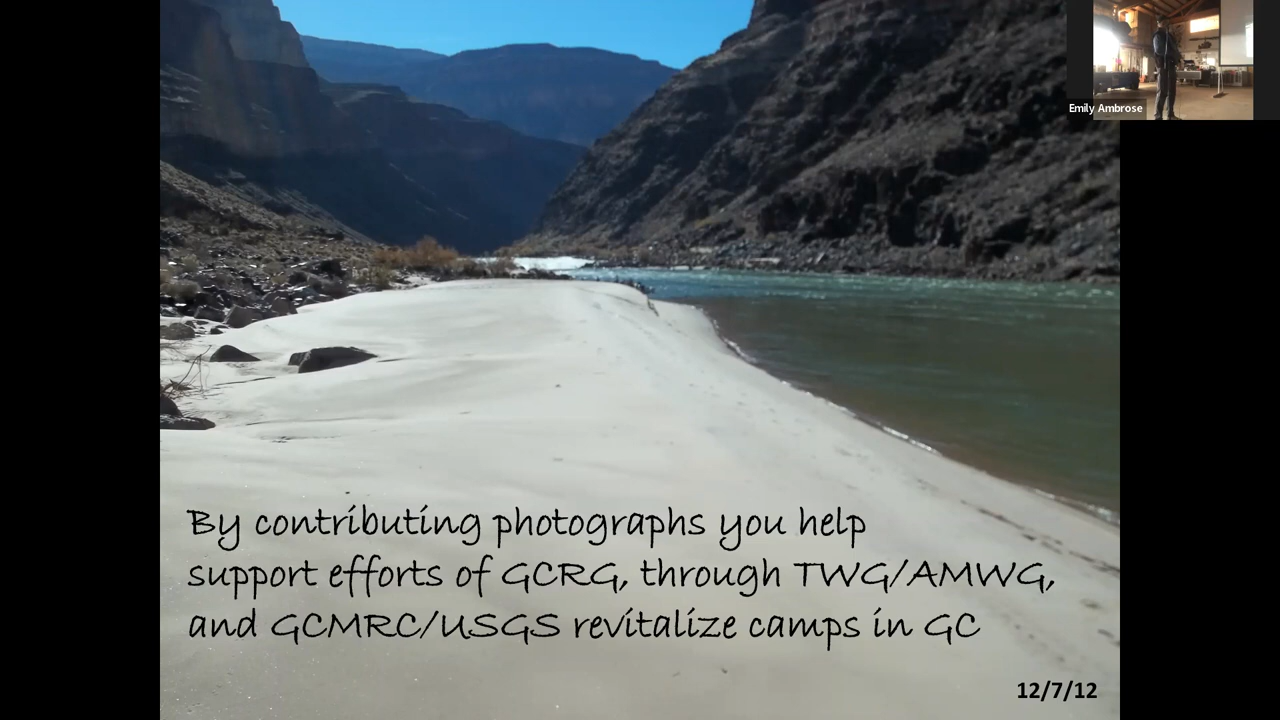 Emily Ambrose
By contributing photographs you help
support efforts of GCRG, through TWG/AMWG,
and GCMRC/USGS revitalize camps in GC
12/7/12